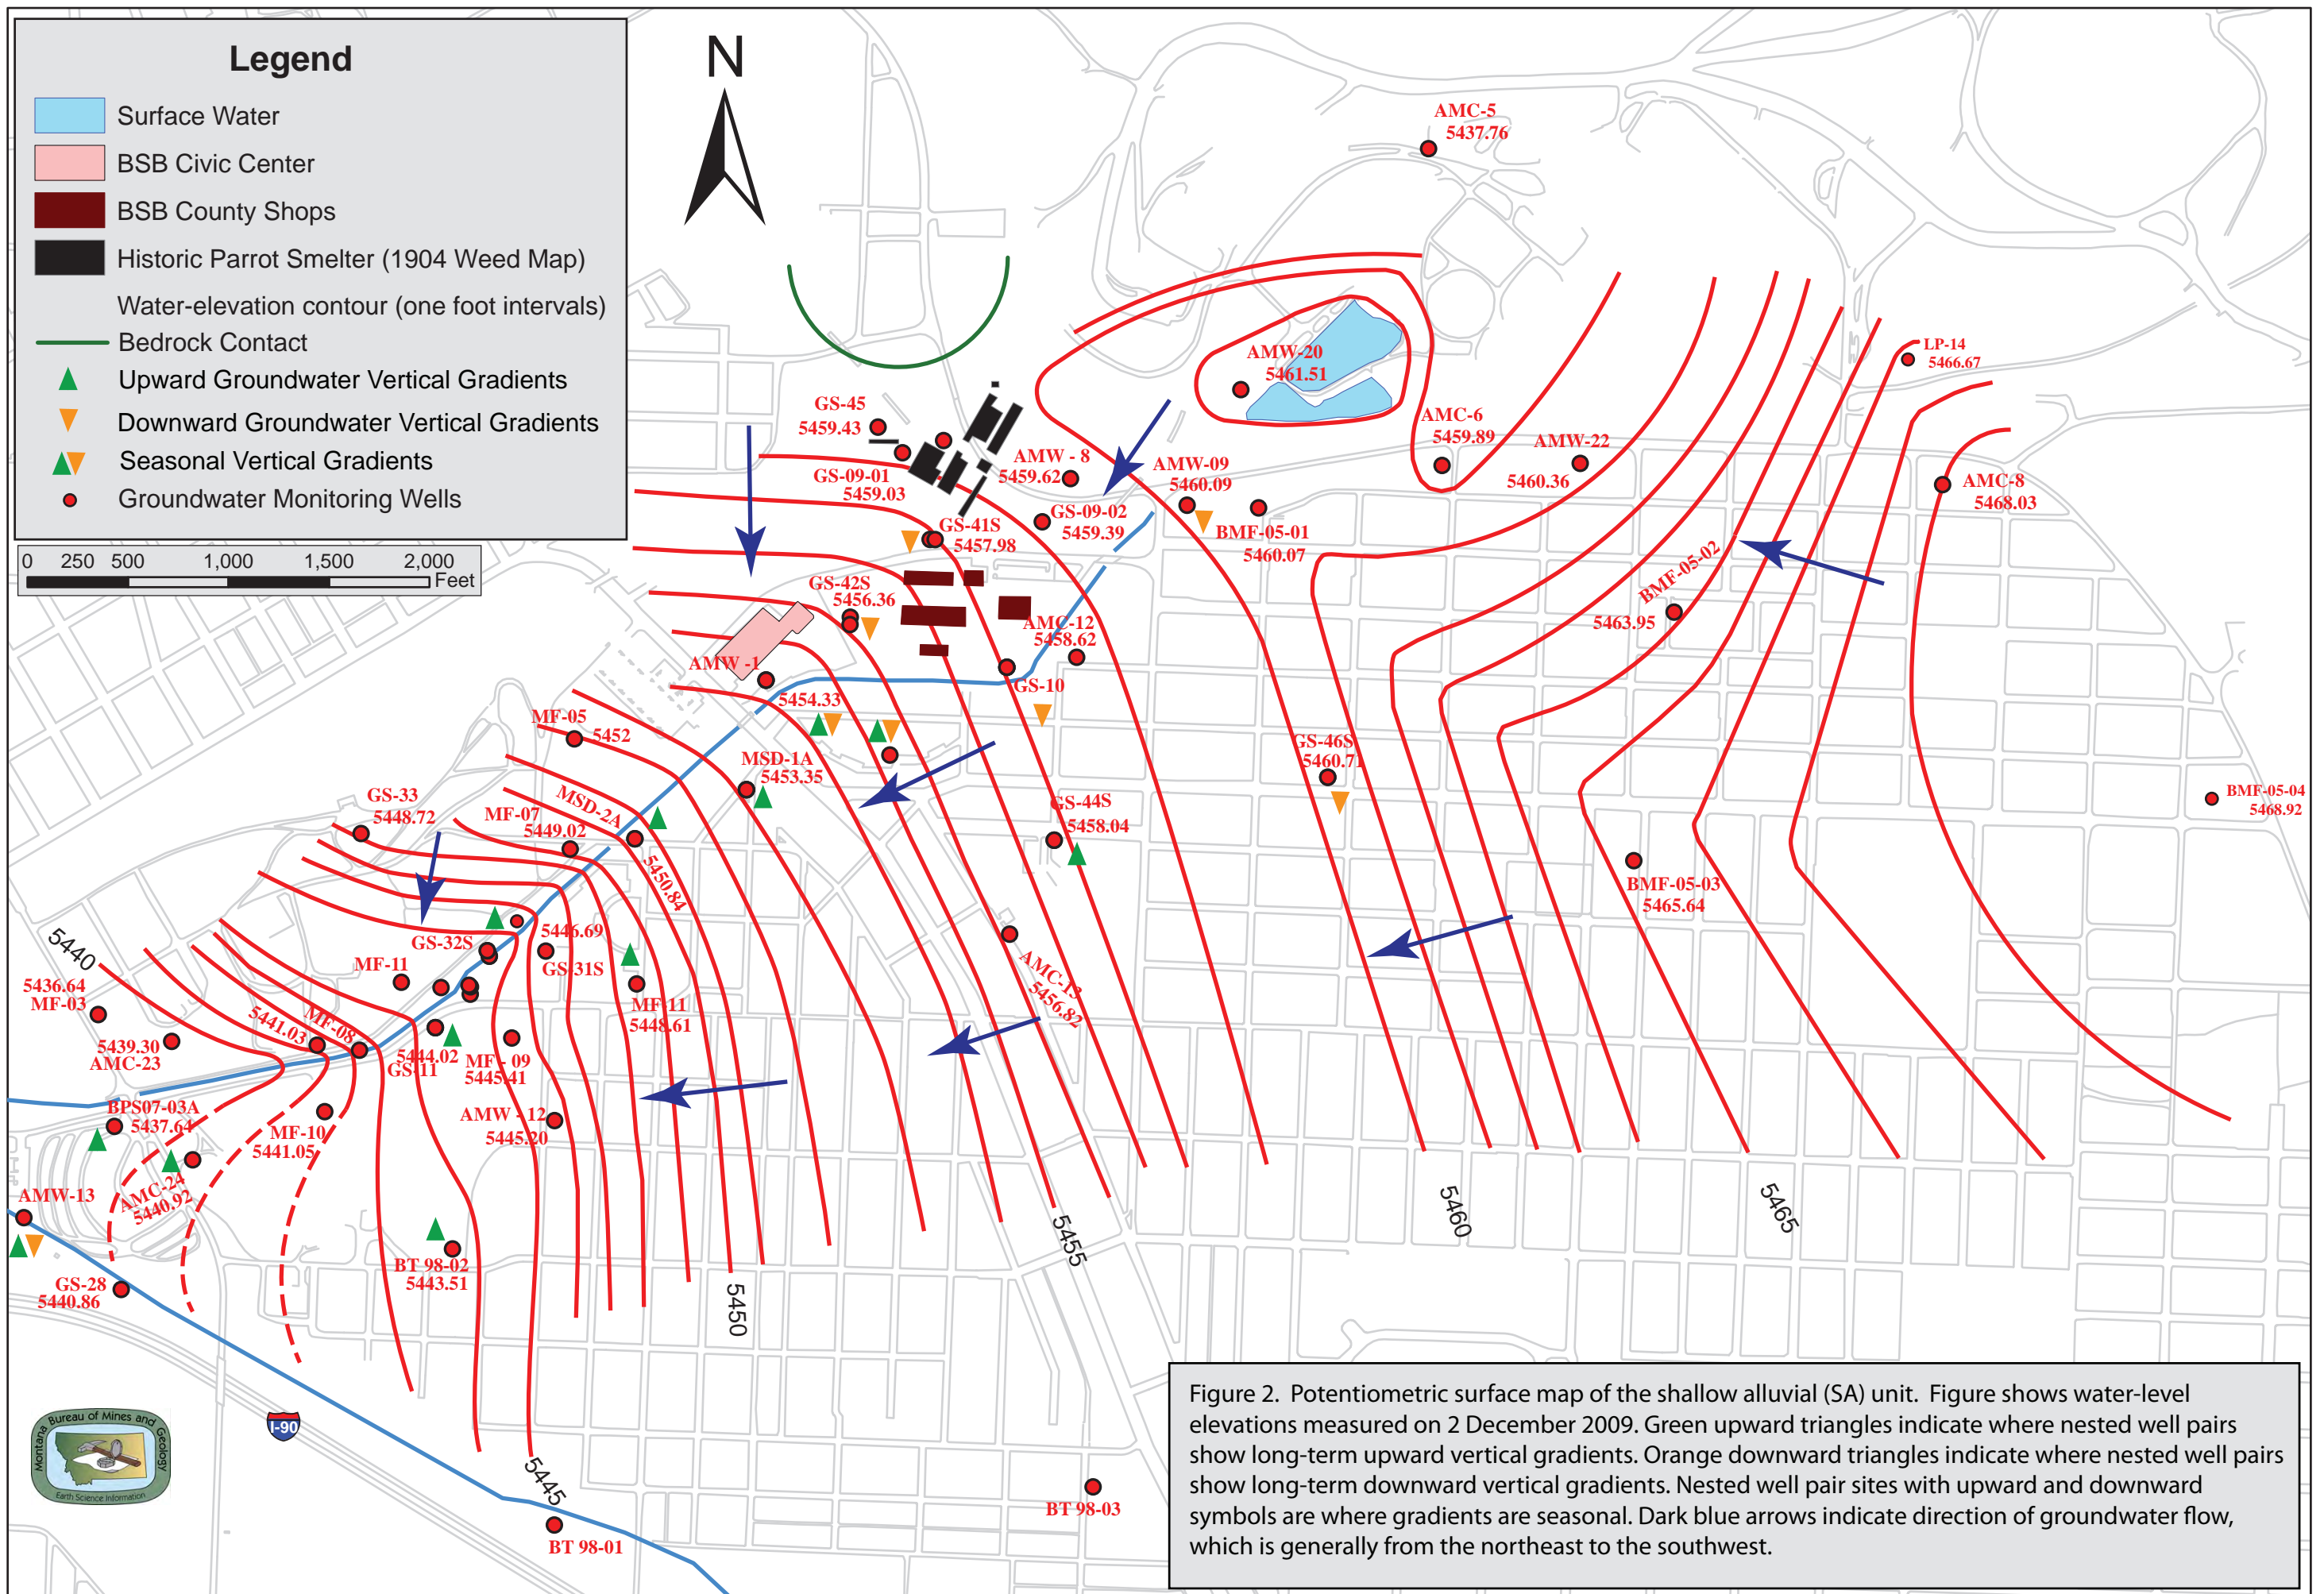 Legend
Surface Water
BSB Civic Center
BSB County Shops
Historic Parrot Smelter (1904 Weed Map)
Water-elevation contour (one foot intervals)
Bedrock Contact
Upward Groundwater Vertical Gradients
Downward Groundwater Vertical Gradients
Seasonal Vertical Gradients
Groundwater Monitoring Wells
0 250 500 1,000 1,500 2,000
Feet
N
AMC-5
5437.76
AMW-20
5461.51
LP-14
5466.67
GS-45
5459.43
AMC-6
5459.89
AMW-22
5460.36
AMW - 8
5459.62
AMW-09
5460.09
GS-09-01
5459.03
AMC-8
5468.03
GS-09-02
5459.39
GS-41S
5457.98
BMF-05-01
5460.07
BMF-05-02
5463.95
GS-42S
5456.36
AMC-12
5458.62
AMW -1
5454.33
GS-10
MF-05
5452
GS-46S
5460.71
MSD-1A
5453.35
GS-33
5448.72
MF-07
5449.02
MSD-2A
5450.84
GS-44S
5458.04
BMF-05-04
5468.92
BMF-05-03
5465.64
5440
5446.69
GS-32S
GS-31S
MF-11
AMC-13
5456.82
5436.64
MF-03
MF-11
5448.61
5441.03
MF-08
5439.30
AMC-23
5444.02
GS-11
MF - 09
5445.41
BPS07-03A
5437.64
MF-10
5441.05
AMW - 12
5445.20
AMC-24
5440.92
AMW-13
5460
5465
5455
BT 98-02
5443.51
GS-28
5440.86
5450
I-90
5445
BT 98-03
BT 98-01
Montana Bureau of Mines and Geology
Earth Science Information
Figure 2. Potentiometric surface map of the shallow alluvial (SA) unit. Figure shows water-level
elevations measured on 2 December 2009. Green upward triangles indicate where nested well pairs
show long-term upward vertical gradients. Orange downward triangles indicate where nested well pairs
show long-term downward vertical gradients. Nested well pair sites with upward and downward
symbols are where gradients are seasonal. Dark blue arrows indicate direction of groundwater flow,
which is generally from the northeast to the southwest.